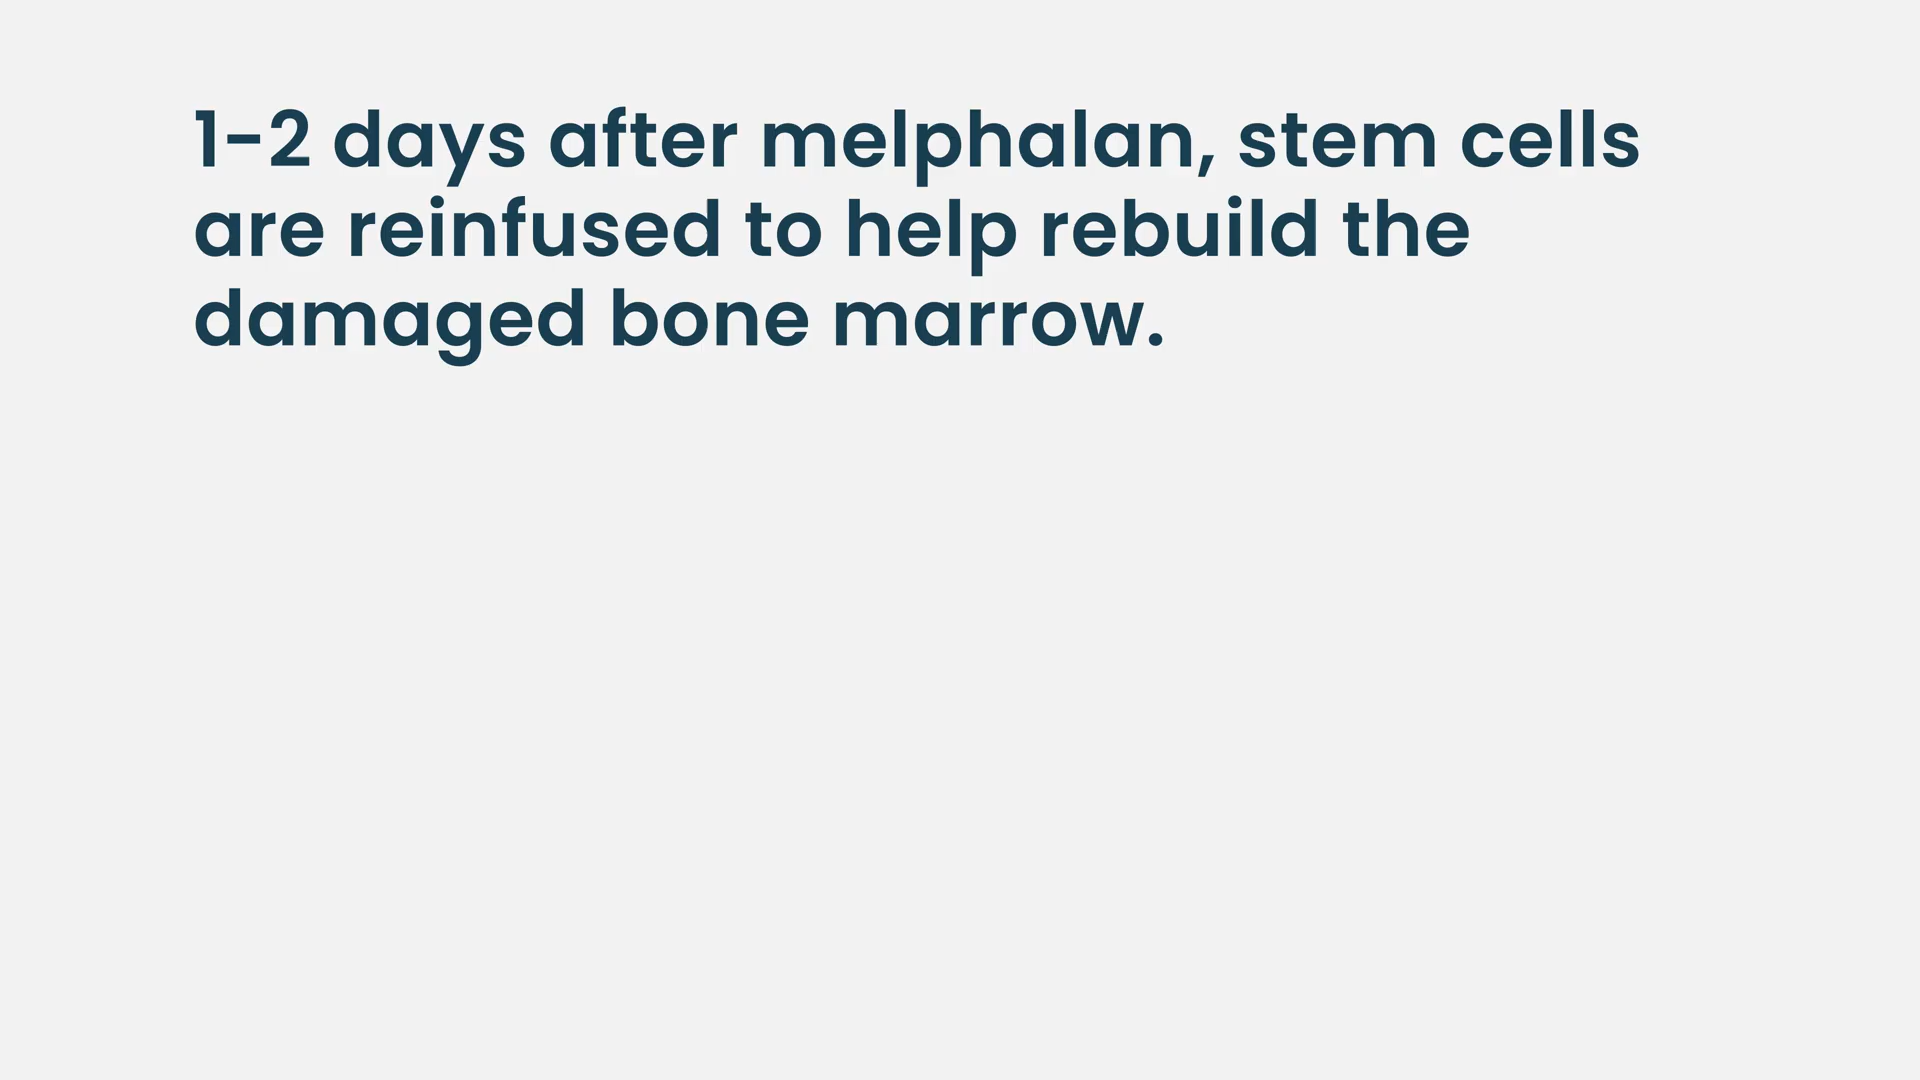 1-2 days after melphalan, stem cells
are reinfused to help rebuild the
damaged bone marrow.